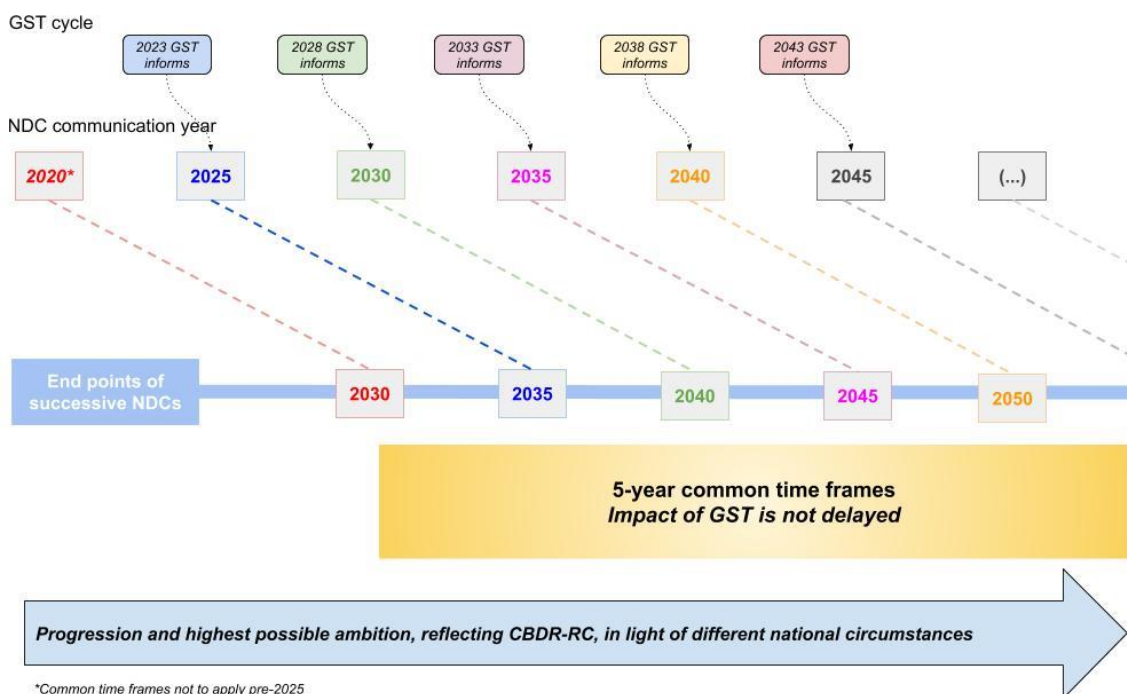 GST cycle
2023 GST
informs
2028 GST
informs
2033 GST
informs
2038 GST
informs
2043 GST
informs
NDC communication year
2020*
2025
2030
2035
2040
2045
(...)
End points of
successive NDCs
2030
2035
2040
2045
2050
5-year common time frames
Impact of GST is not delayed
Progression and highest possible ambition, reflecting CBDR-RC, in light of different national circumstances
*Common time frames not to apply pre-2025